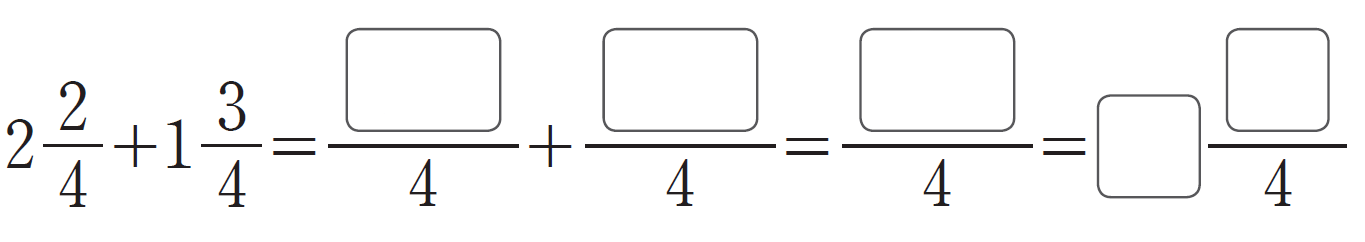 2 2/4 + 1 3/4 = □/4 + □/4 = □/4 = □ □/4